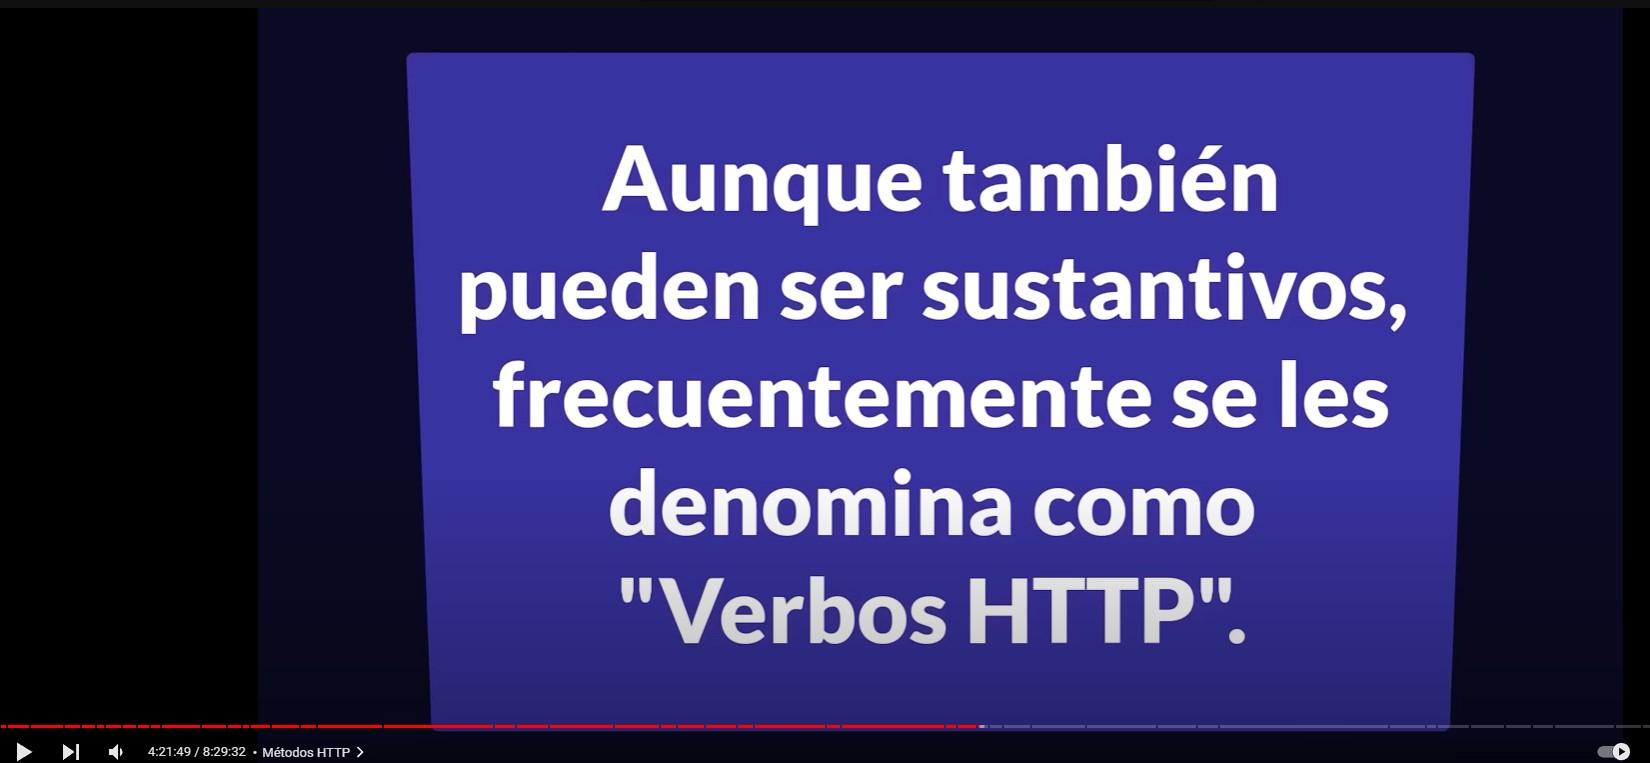 Aunque también
pueden ser sustantivos,
frecuentemente se les
denomina como
"Verbos HTTP".
4:21:49 / 8:29:32 • Métodos HTTP